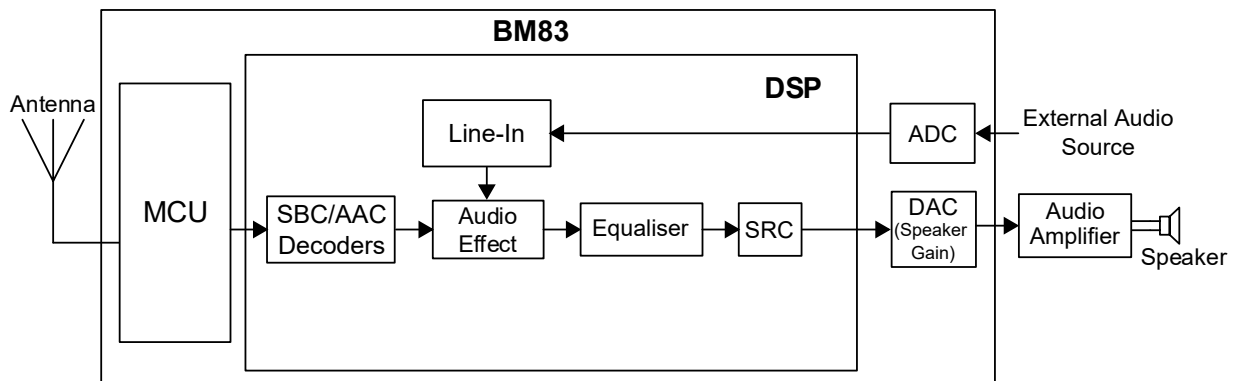 BM83
DSP
Antenna
MCU
Line-In
ADC
External Audio
Source
SBC/AAC
Decoders
Audio
Effect
Equaliser
SRC
DAC
(Speaker
Gain)
Audio
Amplifier
Speaker